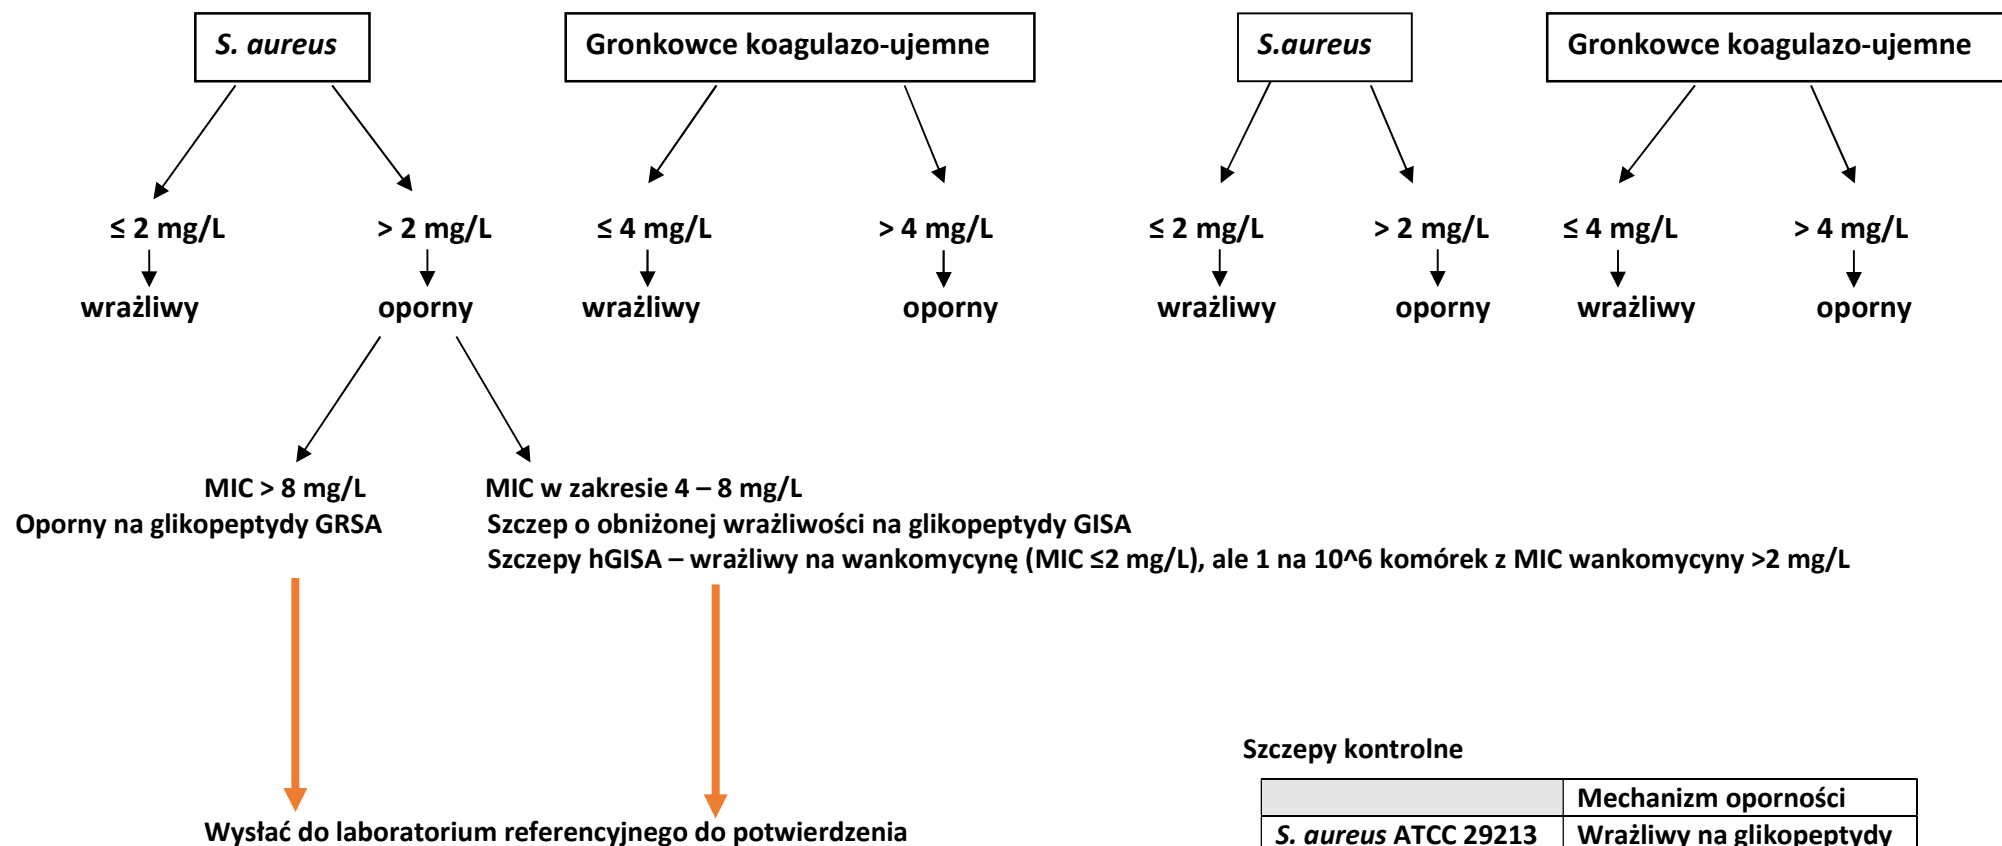 S. aureus
Gronkowce koagulazo-ujemne
S.aureus
Gronkowce koagulazo-ujemne
≤ 2 mg/L
> 2 mg/L
≤ 4 mg/L
> 4 mg/L
≤ 2 mg/L
> 2 mg/L
≤ 4 mg/L
> 4 mg/L
wrażliwy
oporny
wrażliwy
oporny
wrażliwy
oporny
wrażliwy
oporny
MIC > 8 mg/L
Oporny na glikopeptydy GRSA
MIC w zakresie 4 – 8 mg/L
Szczep o obniżonej wrażliwości na glikopeptydy GISA
Szczepy hGISA – wrażliwy na wankomycynę (MIC ≤2 mg/L), ale 1 na 10^6 komórek z MIC wankomycyny >2 mg/L
Wysłać do laboratorium referencyjnego do potwierdzenia
Szczepy kontrolne
Mechanizm oporności
S. aureus ATCC 29213
Wrażliwy na glikopeptydy